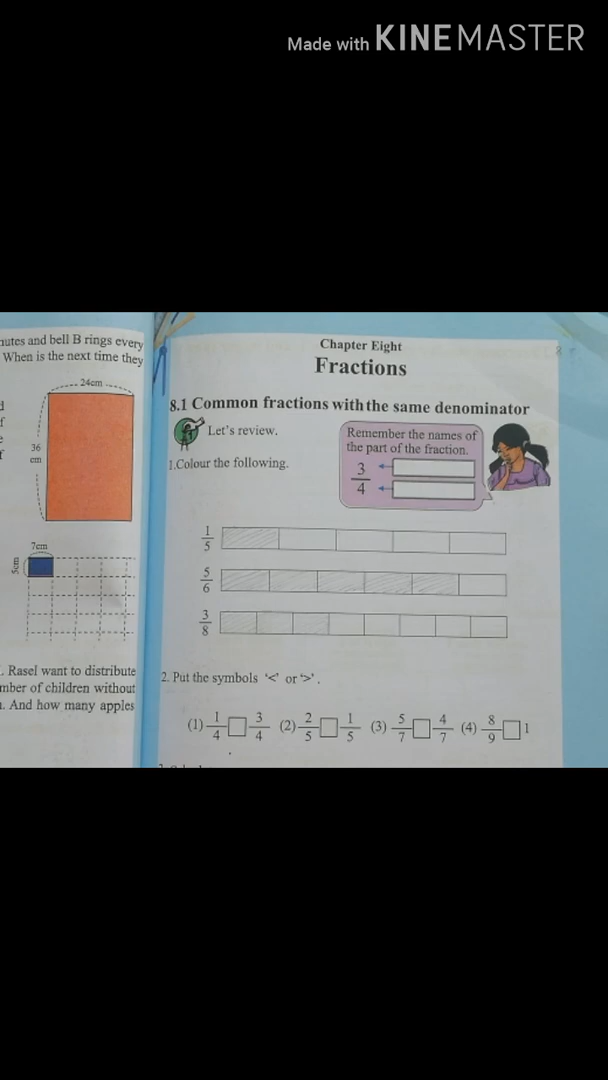 Made with KINEMASTER
nutes and bell B rings every
When is the next time they
24cm
36
cm
7cm
5cm
. Rasel want to distribute
mber of children without
. And how many apples
Chapter Eight
Fractions
8.1 Common fractions with the same denominator
Let's review.
Remember the names of
the part of the fraction.
3/4
1.Colour the following.
1/5
5/6
3/8
2. Put the symbols '<' or '>'.
(1) 1/4 □ 3/4 (2) 2/5 □ 1/5 (3) 5/7 □ 4/7 (4) 8/9 □ 1